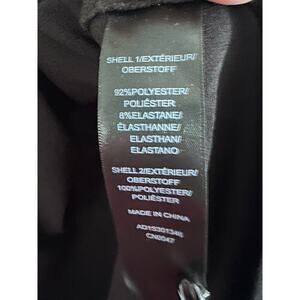 SHELL 1/EXTÉRIEUR/
OBERSTOFF
92%POLYESTER/
POLIÉSTER
8%ELASTANE/
ÉLASTHANNE/
ELASTHAN/
ELASTANO
SHELL 2/EXTÉRIEUR/
OBERSTOFF
100%POLYESTER/
POLIÉSTER
MADE IN CHINA
CN0047